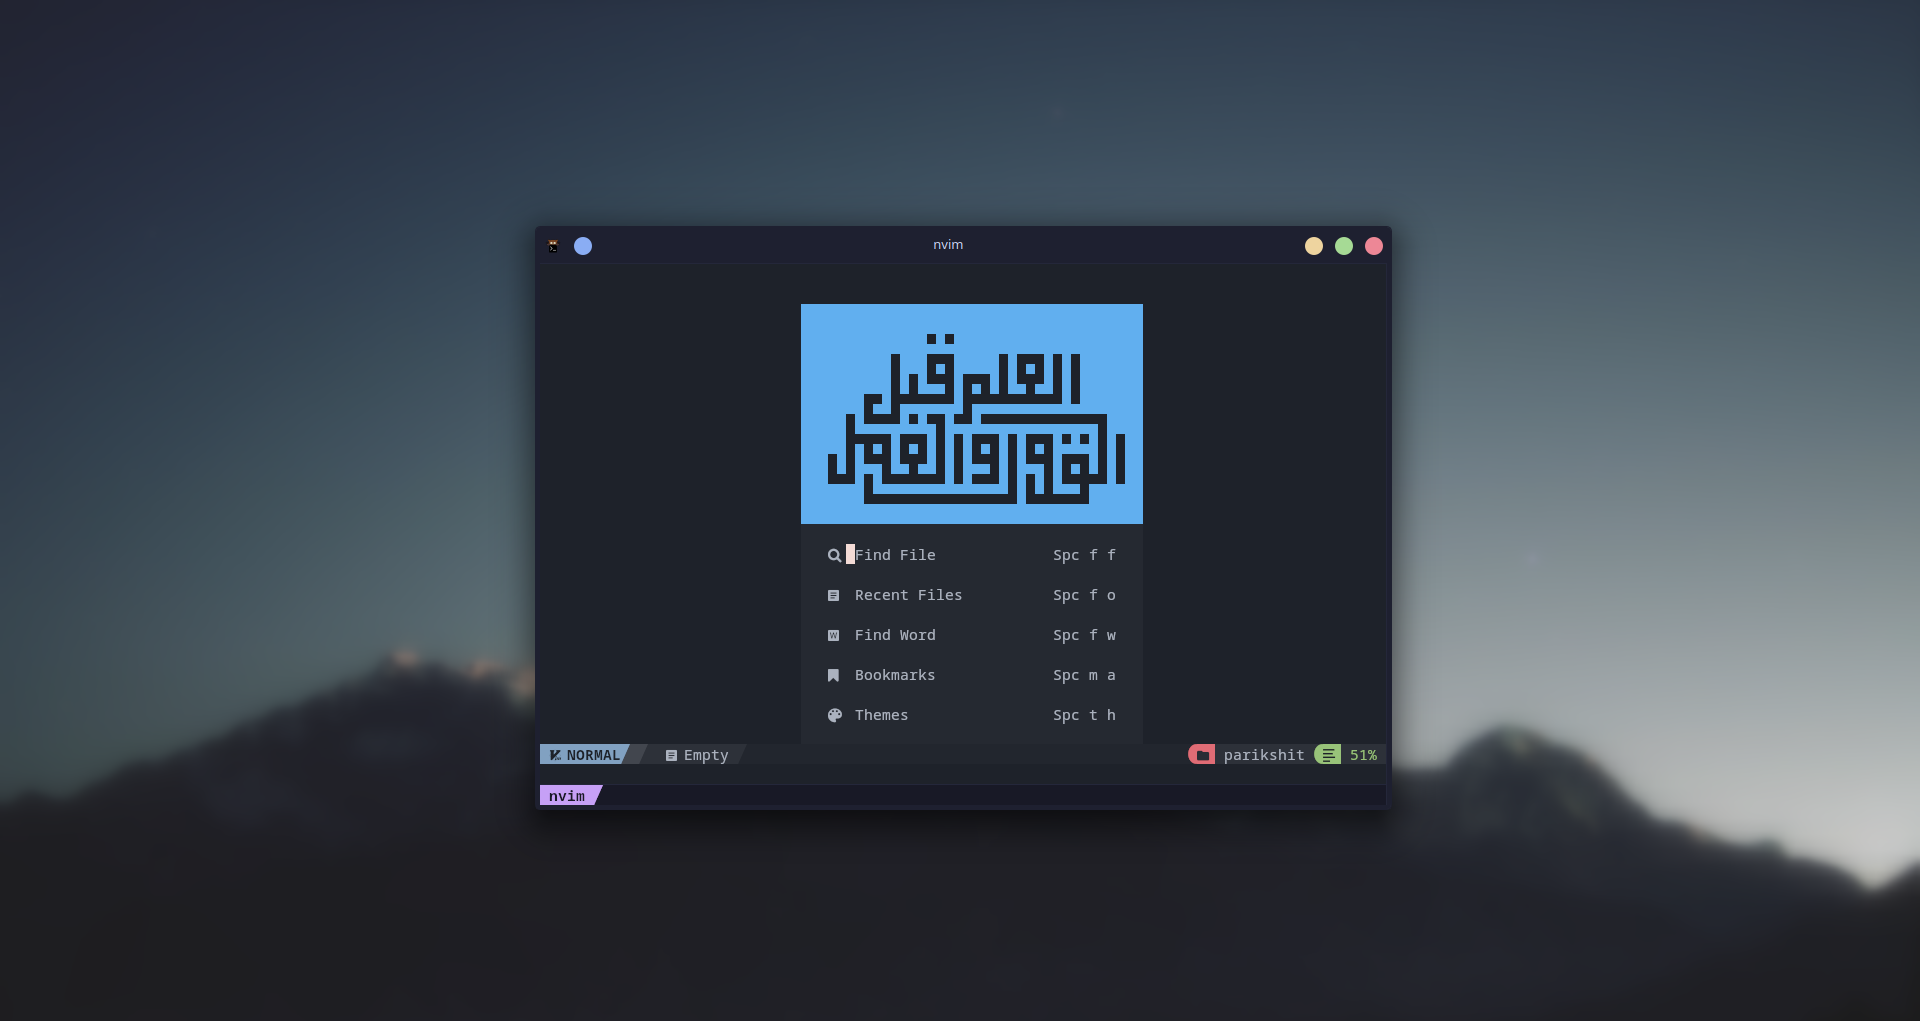 nvim
العلم قبل
القول والعمل
Find File Spc f f
Recent Files Spc f o
Find Word Spc f w
Bookmarks Spc m a
Themes Spc t h
NORMAL Empty parikshit 51%
nvim